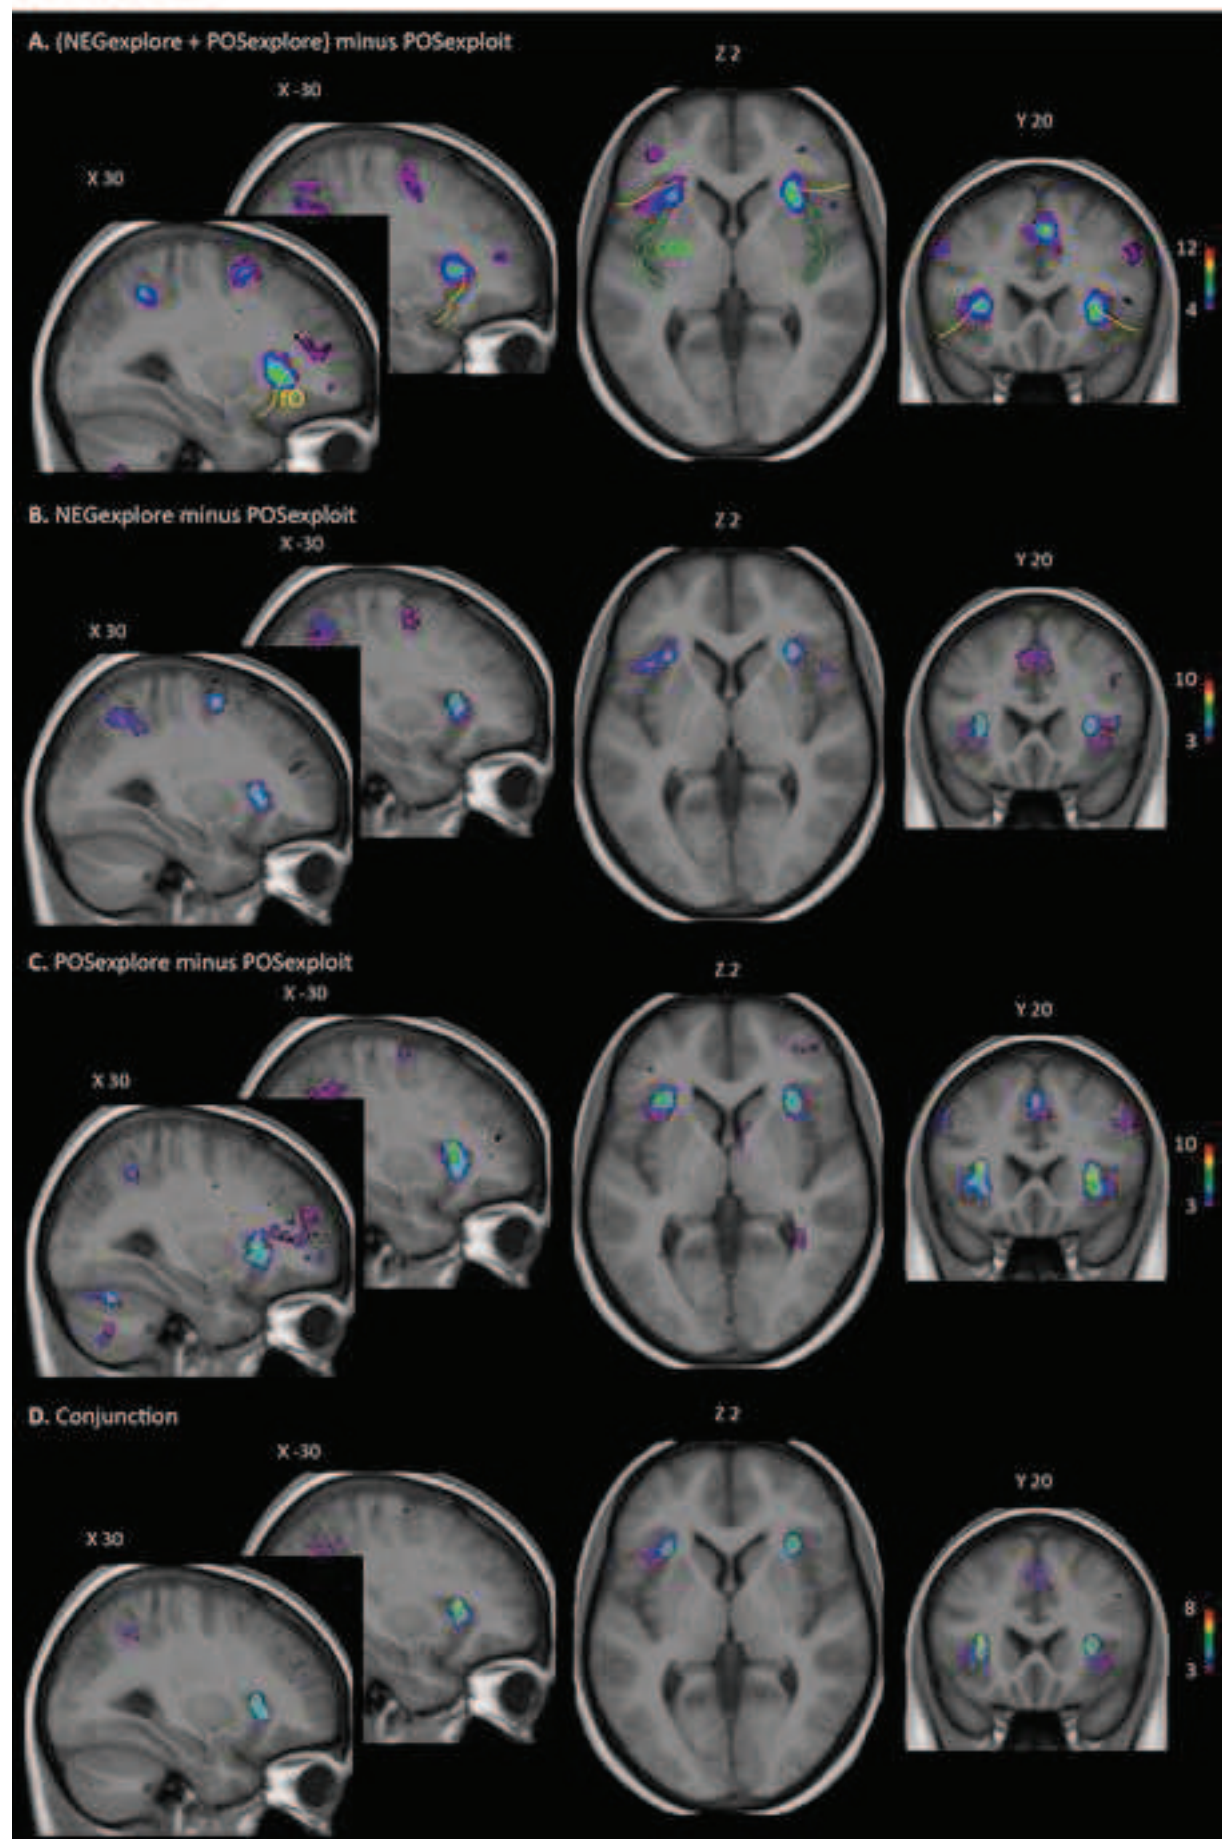 A. (NEGexplore + POSexplore) minus POSexploit
Z 2
X -30
Y 20
X 30
12
4
fO
B. NEGexplore minus POSexploit
Z 2
X -30
Y 20
X 30
10
3
C. POSexplore minus POSexploit
Z 2
X -30
Y 20
X 30
10
3
D. Conjunction
Z 2
X -30
Y 20
X 30
8
3